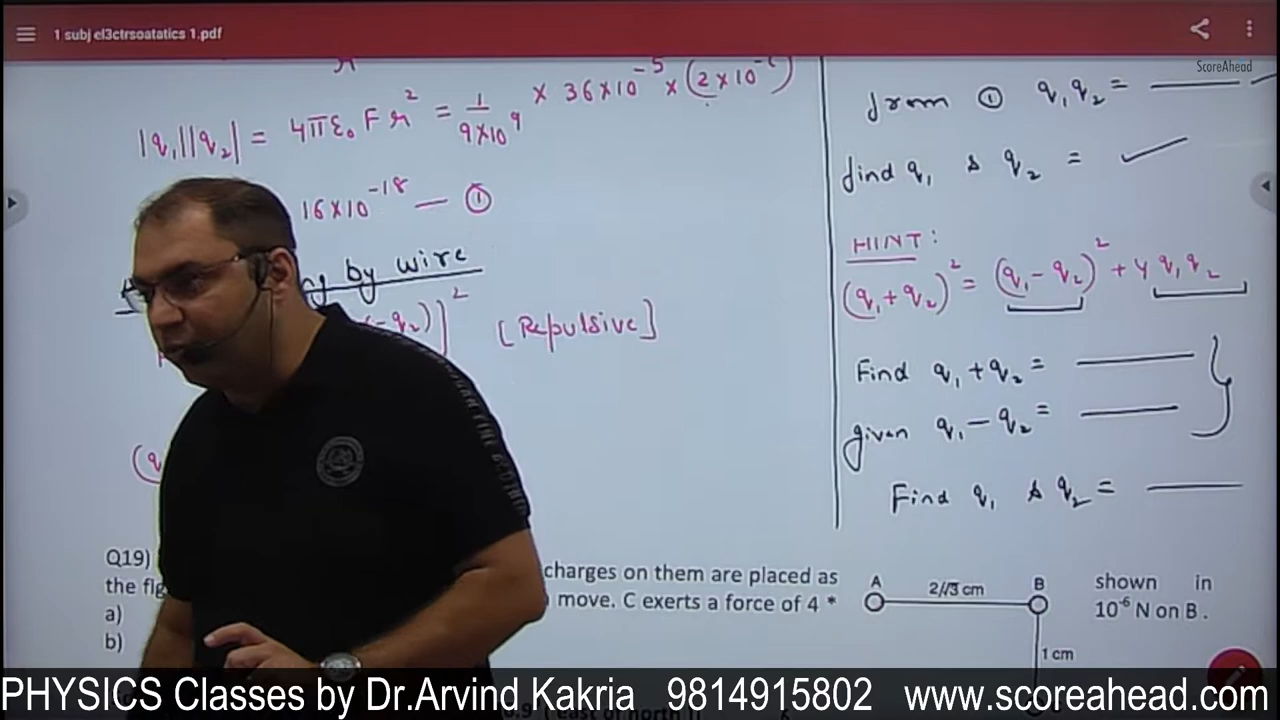 1 subj el3ctrsoatatics 1.pdf
ScoreAhead
|q₁||q₂| = 4πε₀ F r² = 1/9×10⁹ × 36×10⁻⁵ × (2×10⁻²)
16×10⁻¹⁸ — ①
by wire
(-q₂)]² [Repulsive]
(q
from ① q₁q₂ = ———
find q₁ & q₂ = ✓
HINT:
(q₁+q₂)² = (q₁-q₂)² + 4 q₁q₂
Find q₁+q₂ = ———
given q₁-q₂ = ———
Find q₁ & q₂ = ———
Q19) charges on them are placed as shown in
the fig move. C exerts a force of 4 * 10⁻⁶ N on B .
a)
b)
A 2/√3 cm B
1 cm
PHYSICS Classes by Dr.Arvind Kakria 9814915802 www.scoreahead.com